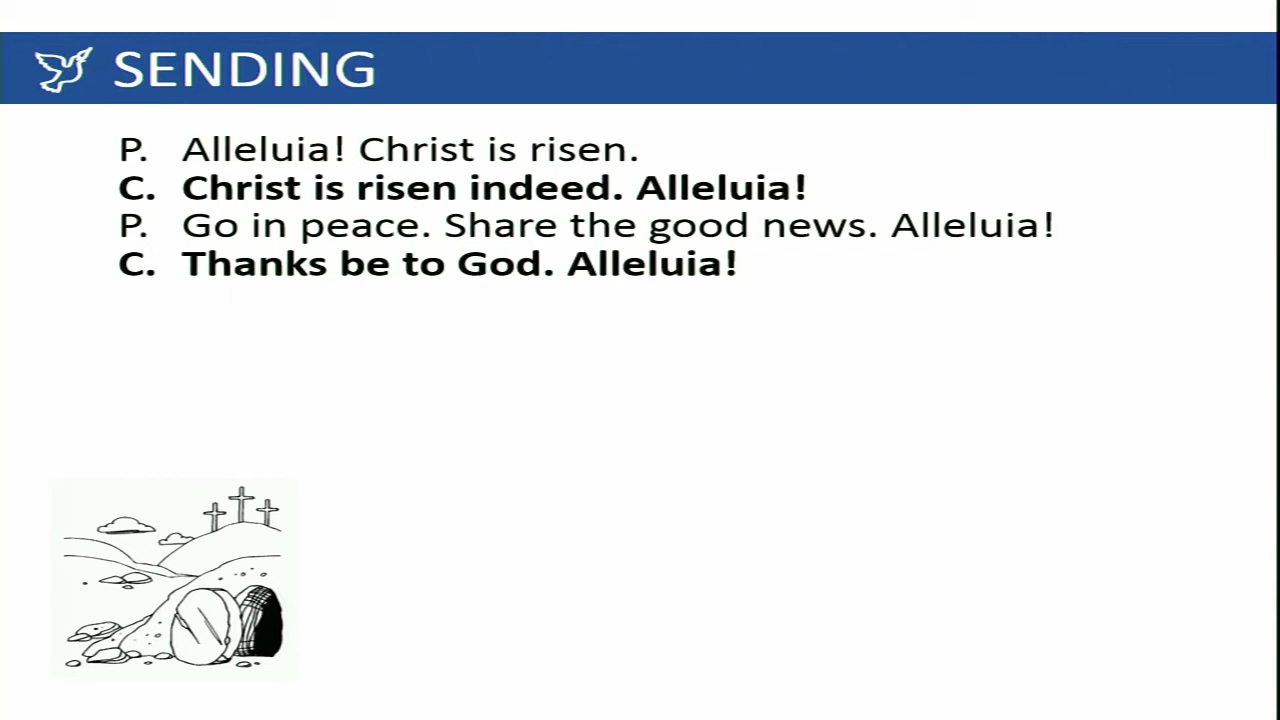 SENDING
P. Alleluia! Christ is risen.
C. Christ is risen indeed. Alleluia!
P. Go in peace. Share the good news. Alleluia!
C. Thanks be to God. Alleluia!